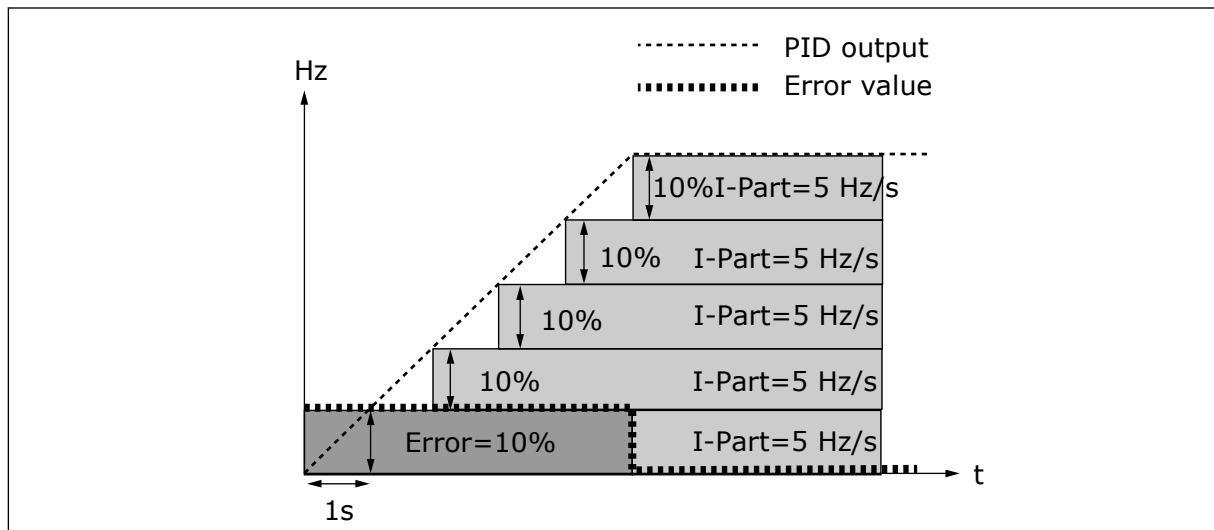 PID output
Hz
Error value
10%I-Part=5 Hz/s
10% I-Part=5 Hz/s
10% I-Part=5 Hz/s
10% I-Part=5 Hz/s
Error=10% I-Part=5 Hz/s
t
1s